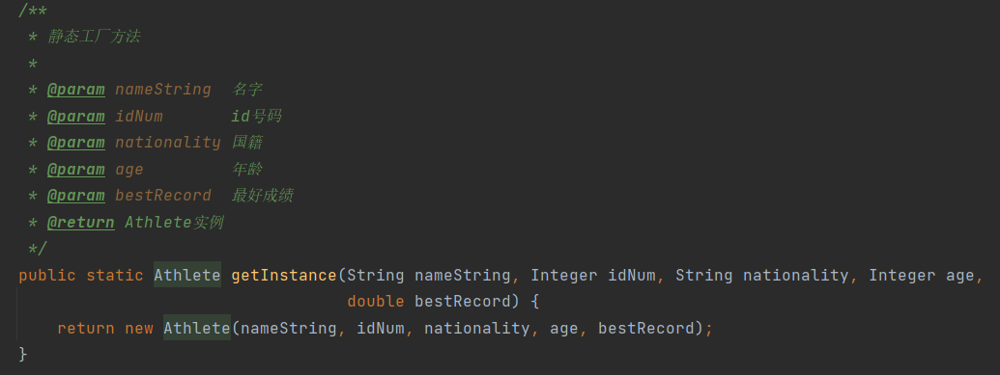 /**
 * 静态工厂方法
 *
 * @param nameString  名字
 * @param idNum       id号码
 * @param nationality 国籍
 * @param age         年龄
 * @param bestRecord  最好成绩
 * @return Athlete实例
 */
public static Athlete getInstance(String nameString, Integer idNum, String nationality, Integer age,
                                  double bestRecord) {
    return new Athlete(nameString, idNum, nationality, age, bestRecord);
}